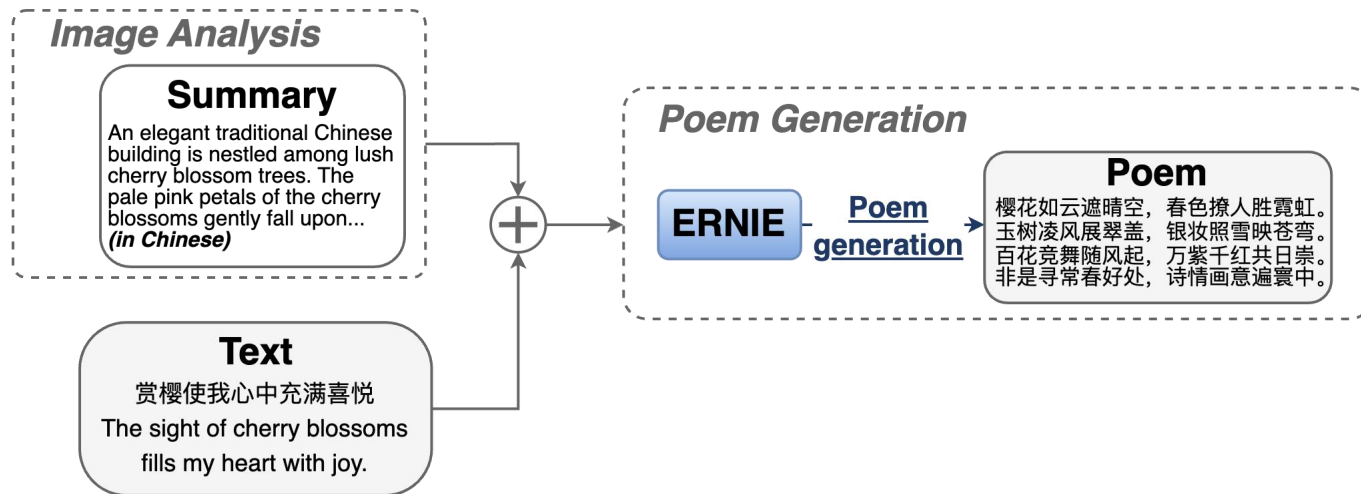 Image Analysis
Summary
An elegant traditional Chinese
building is nestled among lush
cherry blossom trees. The
pale pink petals of the cherry
blossoms gently fall upon...
(in Chinese)
Text
赏樱使我心中充满喜悦
The sight of cherry blossoms
fills my heart with joy.
+
Poem Generation
ERNIE
Poem
generation
Poem
樱花如云遮晴空，春色撩人胜霓虹。
玉树凌风展翠盖，银妆照雪映苍弯。
百花竞舞随风起，万紫千红共日崇。
非是寻常春好处，诗情画意遍寰中。